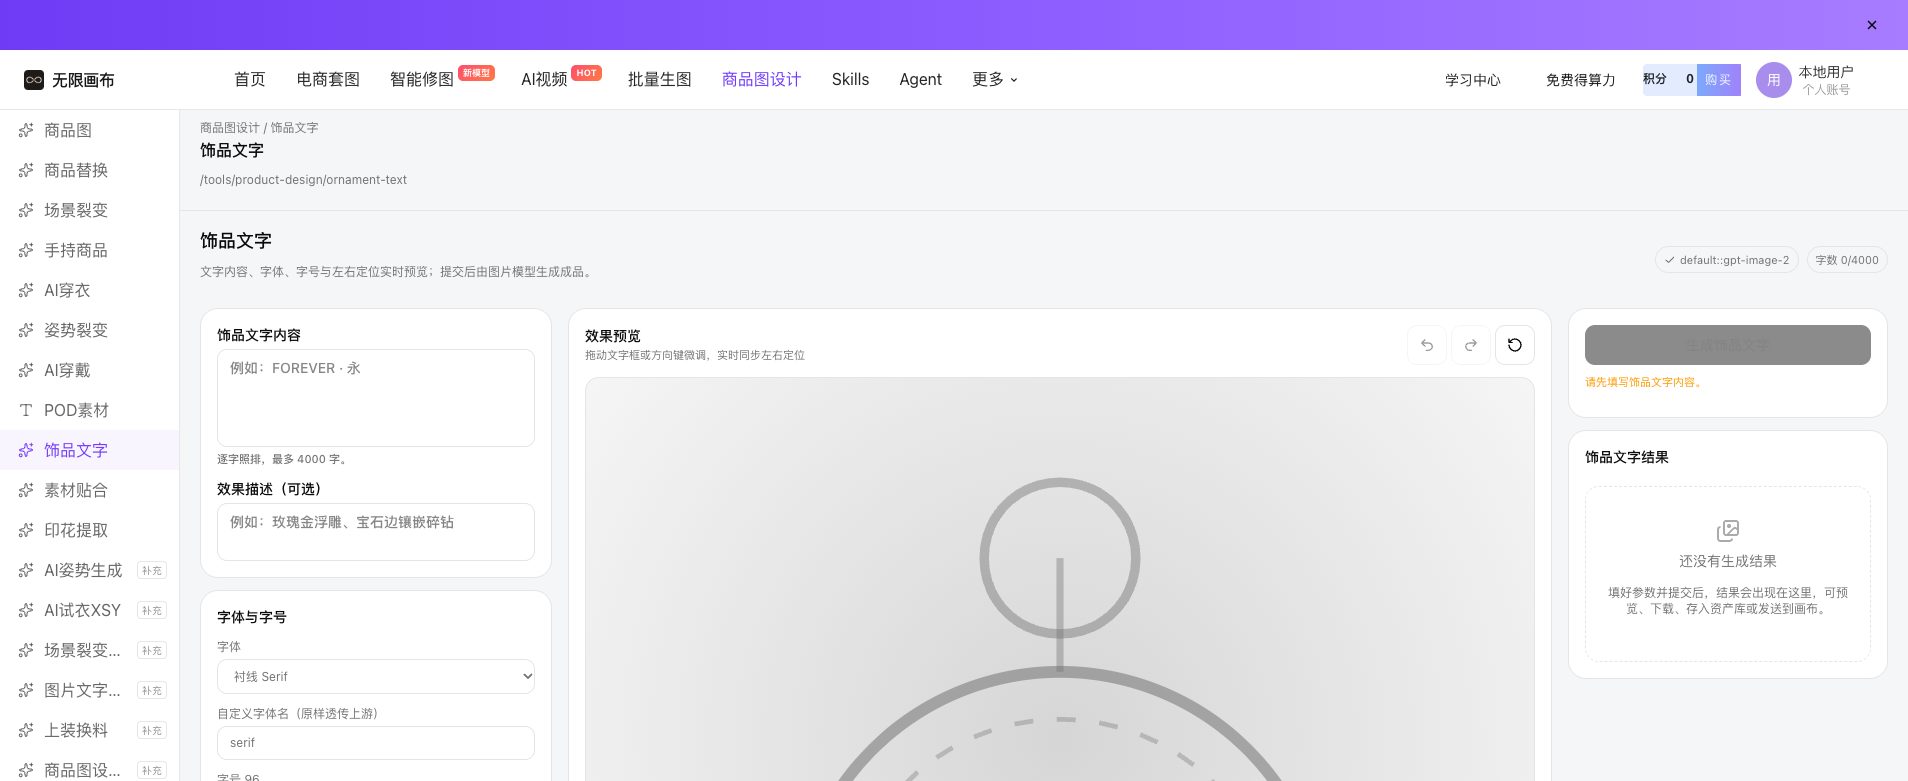 无限画布
首页
电商套图
智能修图
新模型
AI视频
HOT
批量生图
商品图设计
Skills
Agent
更多
学习中心
免费得算力
积分 0
购买
用
本地用户
个人账号
商品图
商品替换
场景裂变
手持商品
AI穿衣
姿势裂变
AI穿戴
POD素材
饰品文字
素材贴合
印花提取
AI姿势生成 补充
AI试衣XSY 补充
场景裂变... 补充
图片文字... 补充
上装换料 补充
商品图设... 补充
商品图设计 / 饰品文字
饰品文字
/tools/product-design/ornament-text
饰品文字
文字内容、字体、字号与左右定位实时预览；提交后由图片模型生成成品。
default::gpt-image-2
字数 0/4000
饰品文字内容
例如：FOREVER · 永
逐字照排，最多 4000 字。
效果描述（可选）
例如：玫瑰金浮雕、宝石边镶嵌碎钻
字体与字号
字体
衬线 Serif
自定义字体名（原样透传上游）
serif
字号 96
效果预览
拖动文字框或方向键微调，实时同步左右定位
生成饰品文字
请先填写饰品文字内容。
饰品文字结果
还没有生成结果
填好参数并提交后，结果会出现在这里，可预
览、下载、存入资产库或发送到画布。